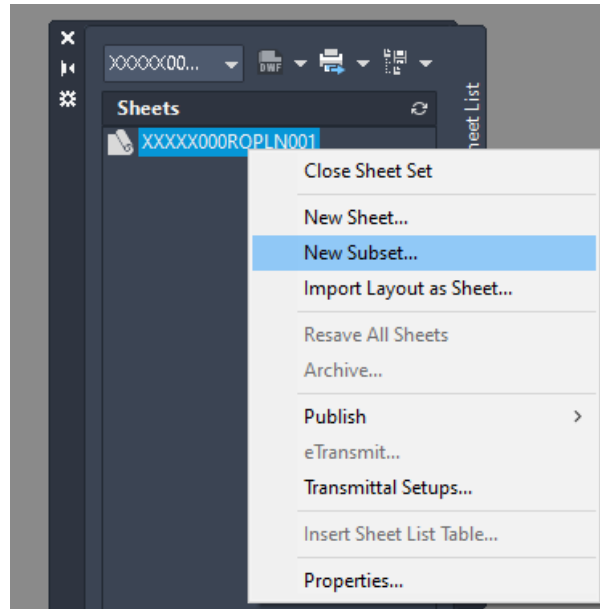 XXXXX00...
DWF
Sheets
Sheet List
XXXXX000ROPLN001
Close Sheet Set
New Sheet...
New Subset...
Import Layout as Sheet...
Resave All Sheets
Archive...
Publish
eTransmit...
Transmittal Setups...
Insert Sheet List Table...
Properties...